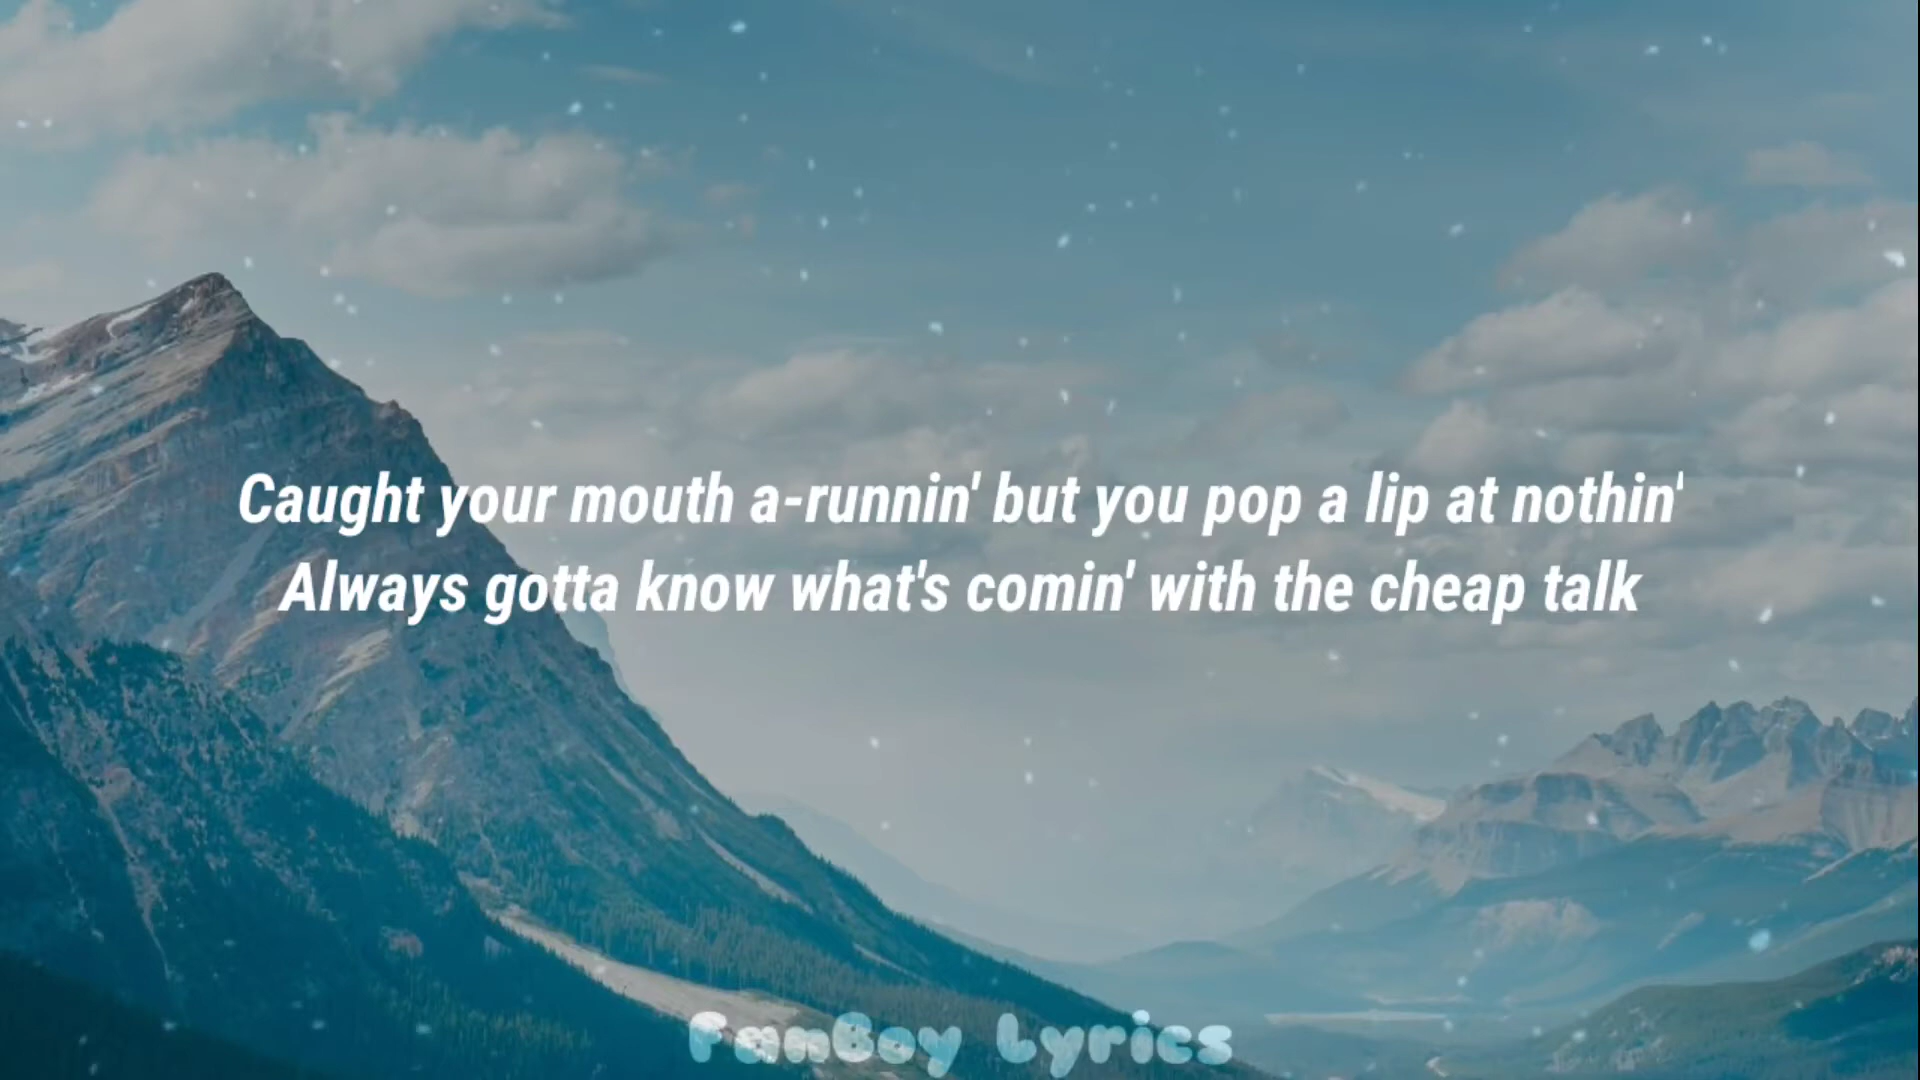 Caught your mouth a-runnin' but you pop a lip at nothin'
Always gotta know what's comin' with the cheap talk
FanBoy Lyrics